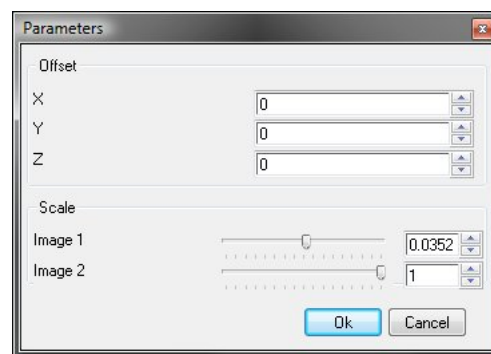 Parameters
Offset
X 0
Y 0
Z 0
Scale
Image 1 0.0352
Image 2 1
Ok Cancel